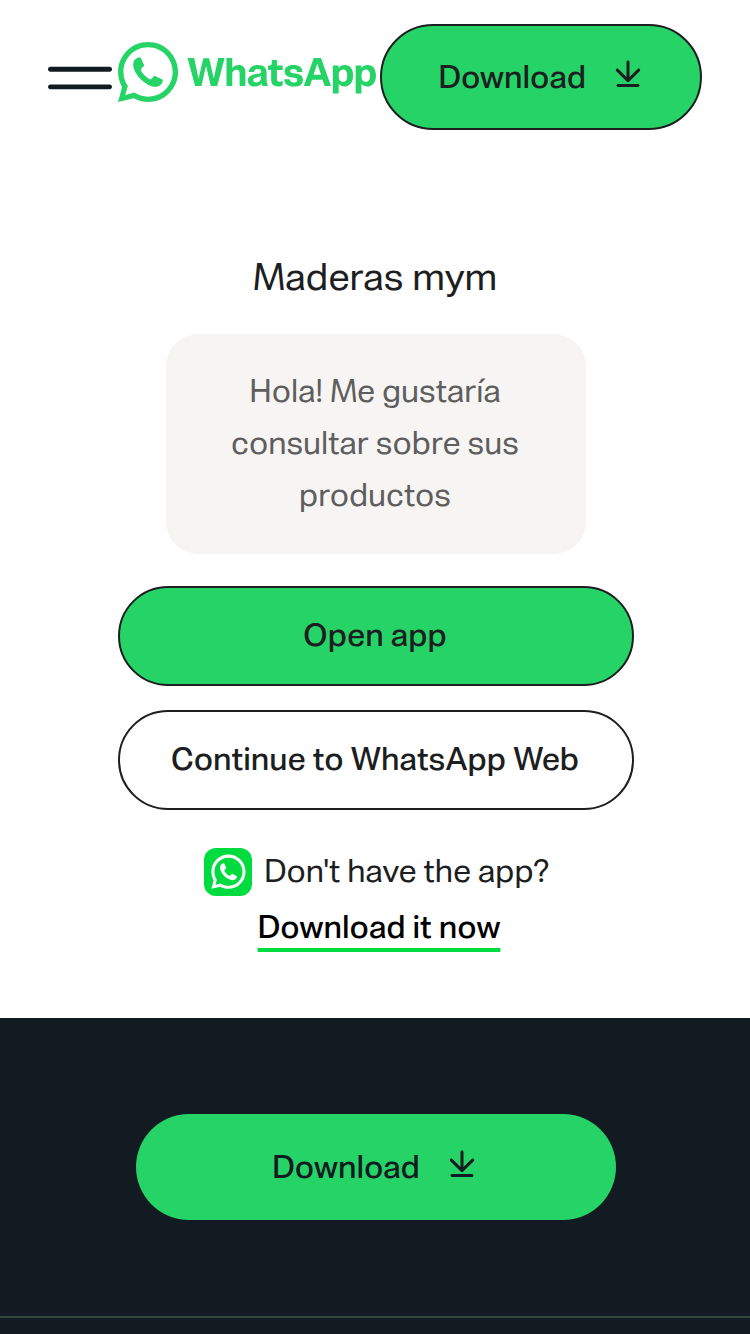 WhatsApp
Download
Maderas mym
Hola! Me gustaría
consultar sobre sus
productos
Open app
Continue to WhatsApp Web
Don't have the app?
Download it now
Download